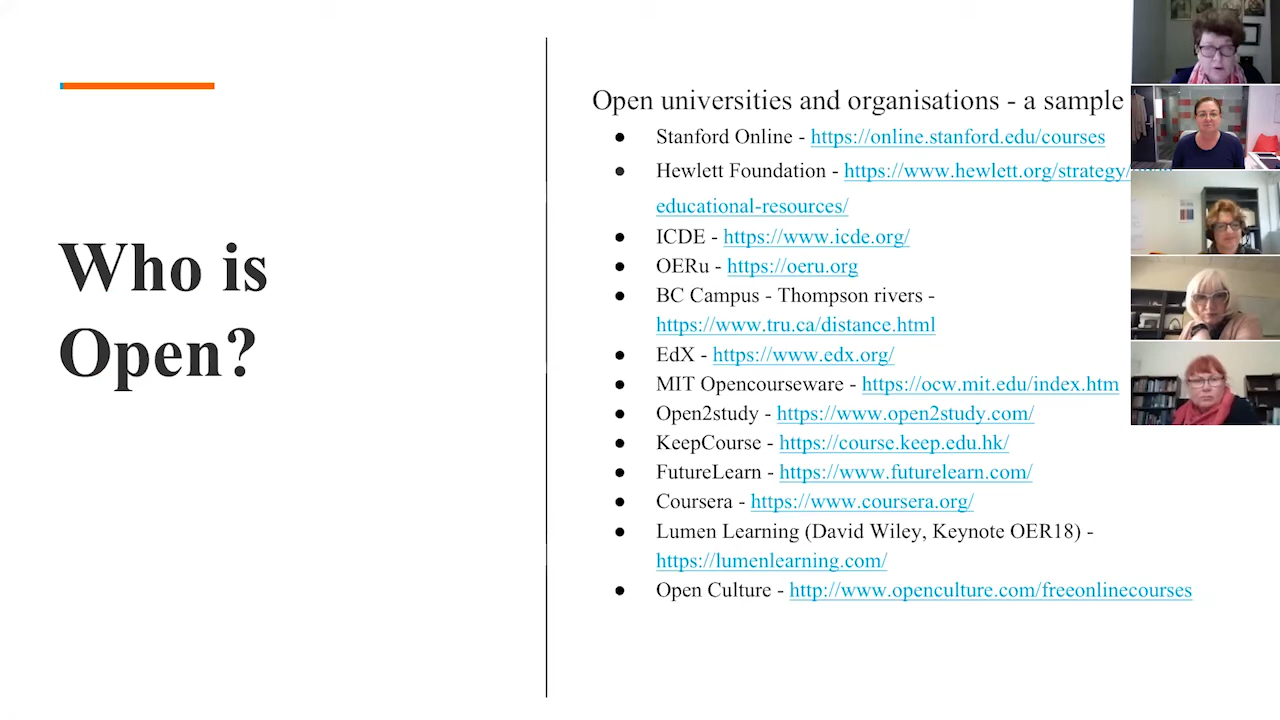 Who is
Open?
Open universities and organisations - a sample
● Stanford Online - https://online.stanford.edu/courses
● Hewlett Foundation - https://www.hewlett.org/strategy/
educational-resources/
● ICDE - https://www.icde.org/
● OERu - https://oeru.org
● BC Campus - Thompson rivers -
https://www.tru.ca/distance.html
● EdX - https://www.edx.org/
● MIT Opencourseware - https://ocw.mit.edu/index.htm
● Open2study - https://www.open2study.com/
● KeepCourse - https://course.keep.edu.hk/
● FutureLearn - https://www.futurelearn.com/
● Coursera - https://www.coursera.org/
● Lumen Learning (David Wiley, Keynote OER18) -
https://lumenlearning.com/
● Open Culture - http://www.openculture.com/freeonlinecourses